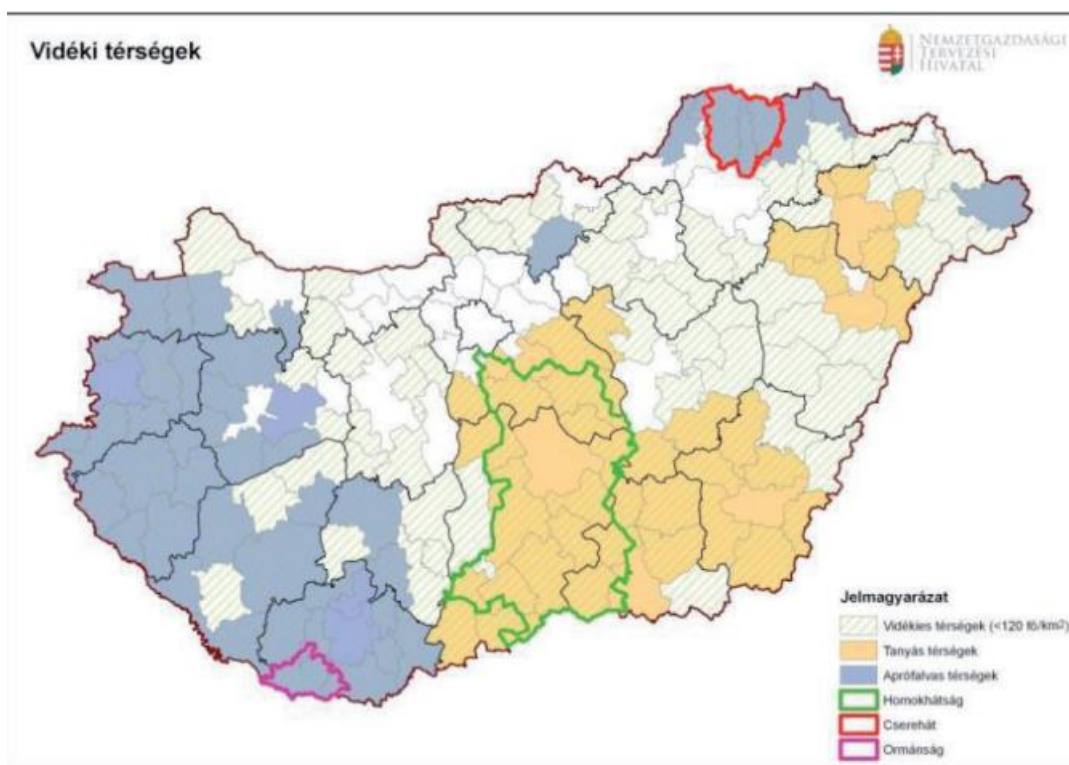 Vidéki térségek
NEMZETGAZDASÁGI
TERVEZÉSI
HIVATAL
Jelmagyarázat
Vidékies térségek (<120 fő/km2)
Tanyás térségek
Aprófalvas térségek
Homokhátság
Cserehát
Ormánság